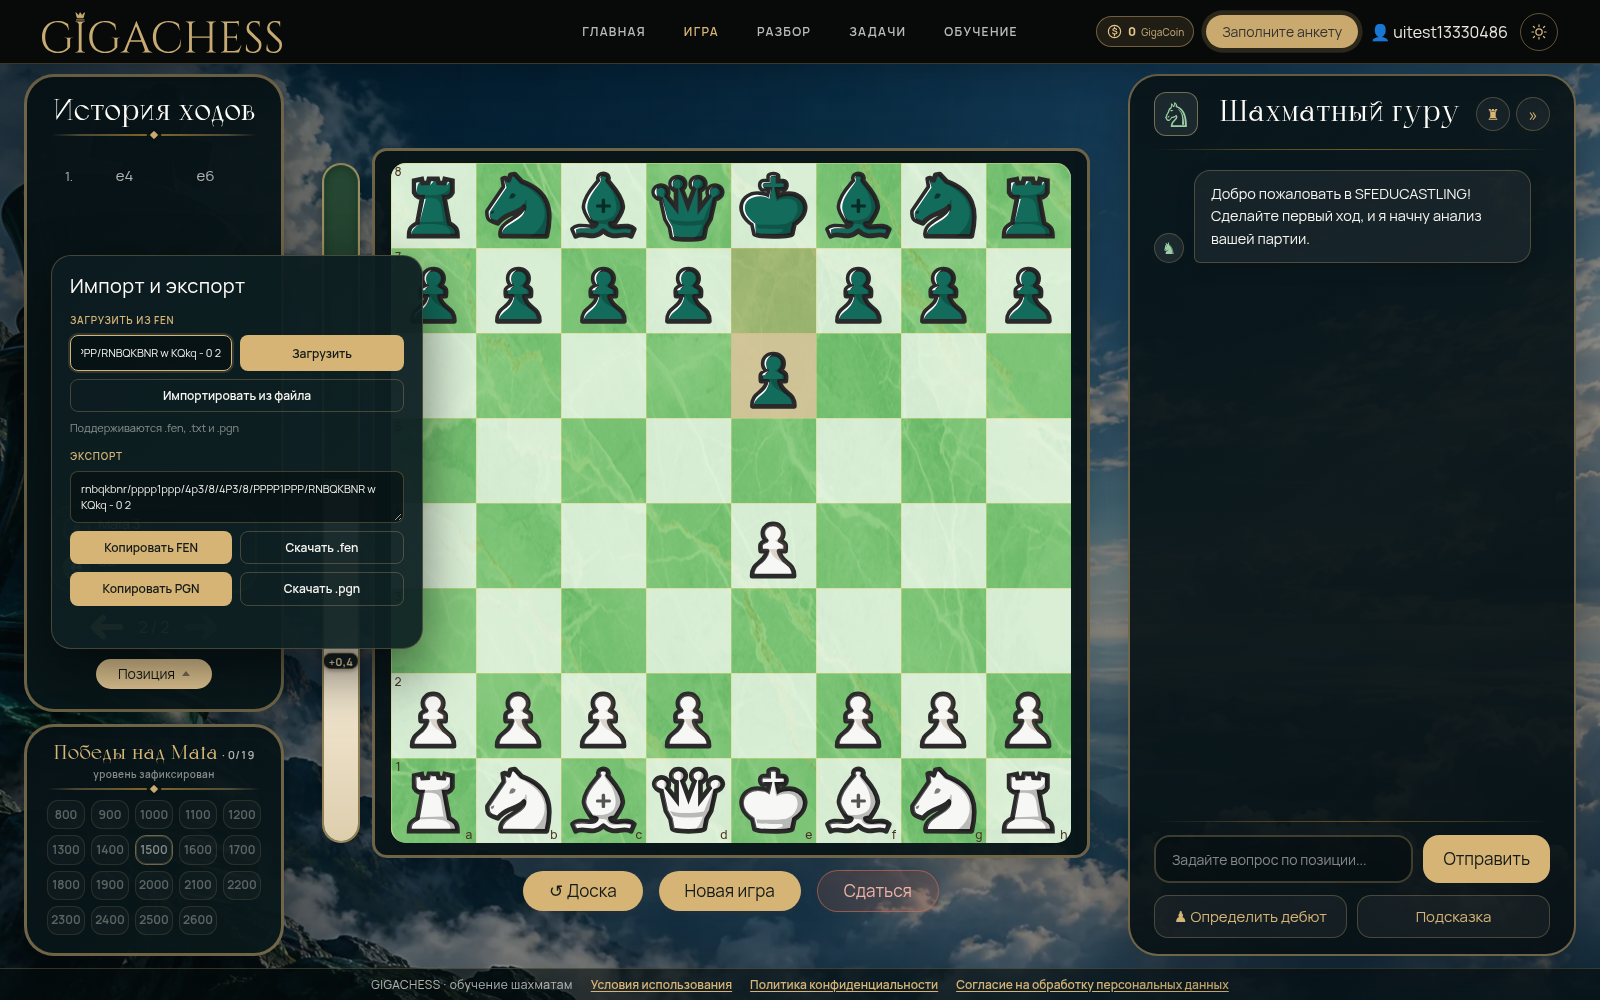 GIGACHESS
ГЛАВНАЯ
ИГРА
РАЗБОР
ЗАДАЧИ
ОБУЧЕНИЕ
0 GigaCoin
Заполните анкету
uitest13330486
История ходов
1. e4 e6
Импорт и экспорт
ЗАГРУЗИТЬ ИЗ FEN
PP/RNBQKBNR w KQkq - 0 2
Загрузить
Импортировать из файла
Поддерживаются .fen, .txt и .pgn
ЭКСПОРТ
rnbqkbnr/pppp1ppp/4p3/8/4P3/8/PPPP1PPP/RNBQKBNR w
KQkq - 0 2
Копировать FEN
Скачать .fen
Копировать PGN
Скачать .pgn
2 / 2
Позиция
Победы над Maia · 0/19
уровень зафиксирован
800 900 1000 1100 1200
1300 1400 1500 1600 1700
1800 1900 2000 2100 2200
2300 2400 2500 2600
+0,4
8
2
1
a b c d e f g h
↺ Доска
Новая игра
Сдаться
Шахматный гуру
»
Добро пожаловать в SFEDUCASTLING!
Сделайте первый ход, и я начну анализ
вашей партии.
Задайте вопрос по позиции...
Отправить
Определить дебют
Подсказка
GIGACHESS · обучение шахматам
Условия использования
Политика конфиденциальности
Согласие на обработку персональных данных